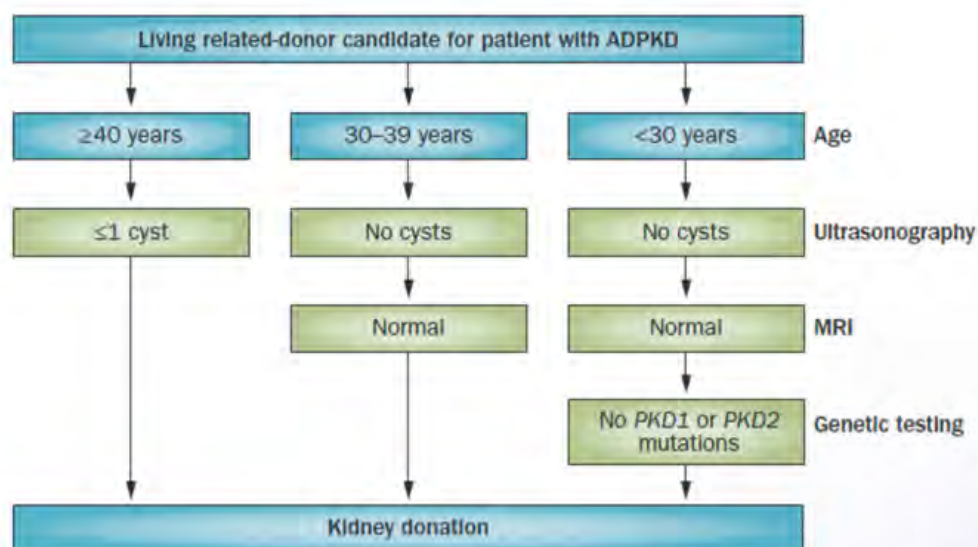 Living related-donor candidate for patient with ADPKD
≥40 years
30–39 years
<30 years
Age
≤1 cyst
No cysts
No cysts
Ultrasonography
Normal
Normal
MRI
No PKD1 or PKD2
mutations
Genetic testing
Kidney donation